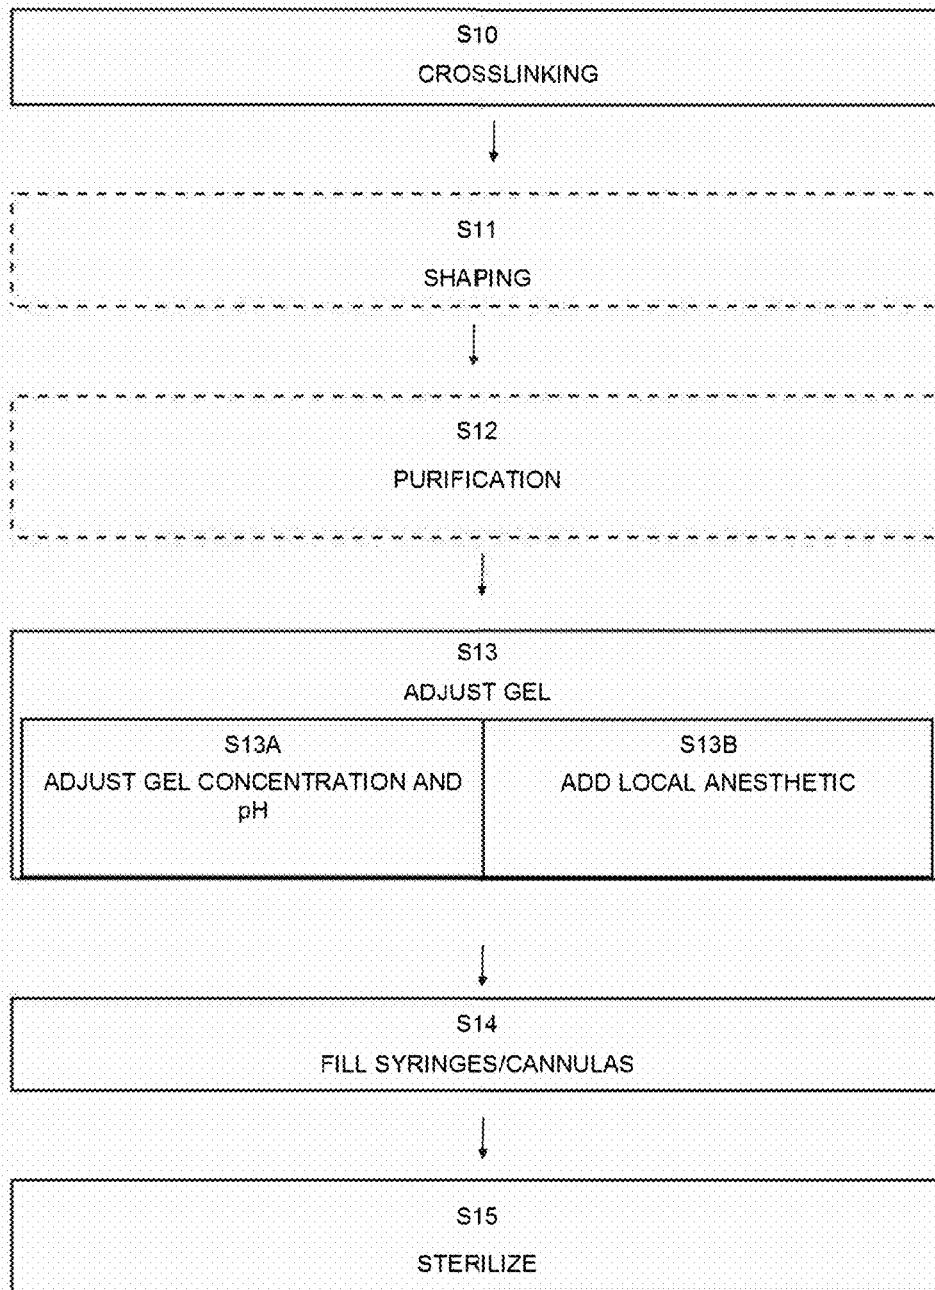 S10
CROSSLINKING
S11
SHAPING
S12
PURIFICATION
S13
ADJUST GEL
S13A
ADJUST GEL CONCENTRATION AND
pH
S13B
ADD LOCAL ANESTHETIC
S14
FILL SYRINGES/CANNULAS
S15
STERILIZE